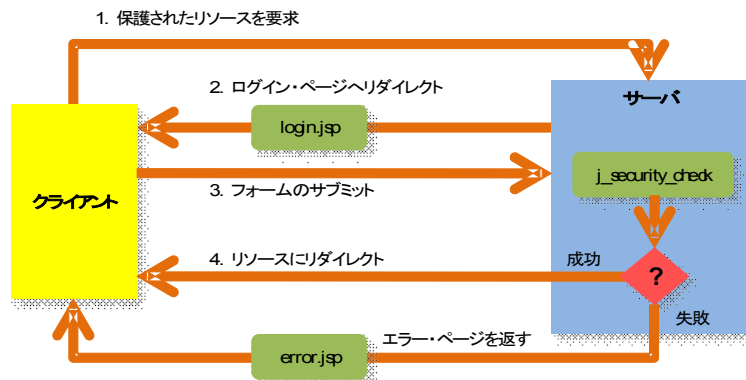 1. 保護されたリソースを要求
2. ログイン・ページへリダイレクト
サーバ
login.jsp
j_security_check
3. フォームのサブミット
クライアント
4. リソースにリダイレクト
成功
?
失敗
エラー・ページを返す
error.jsp